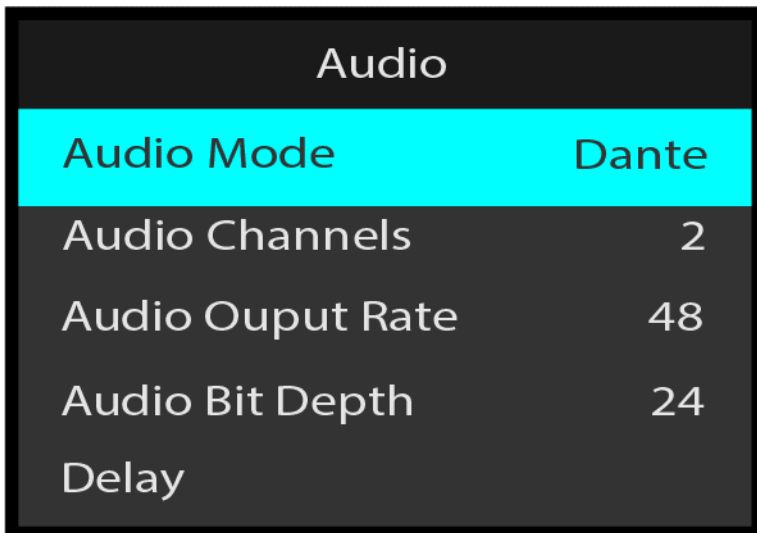 Audio
Audio Mode Dante
Audio Channels 2
Audio Ouput Rate 48
Audio Bit Depth 24
Delay